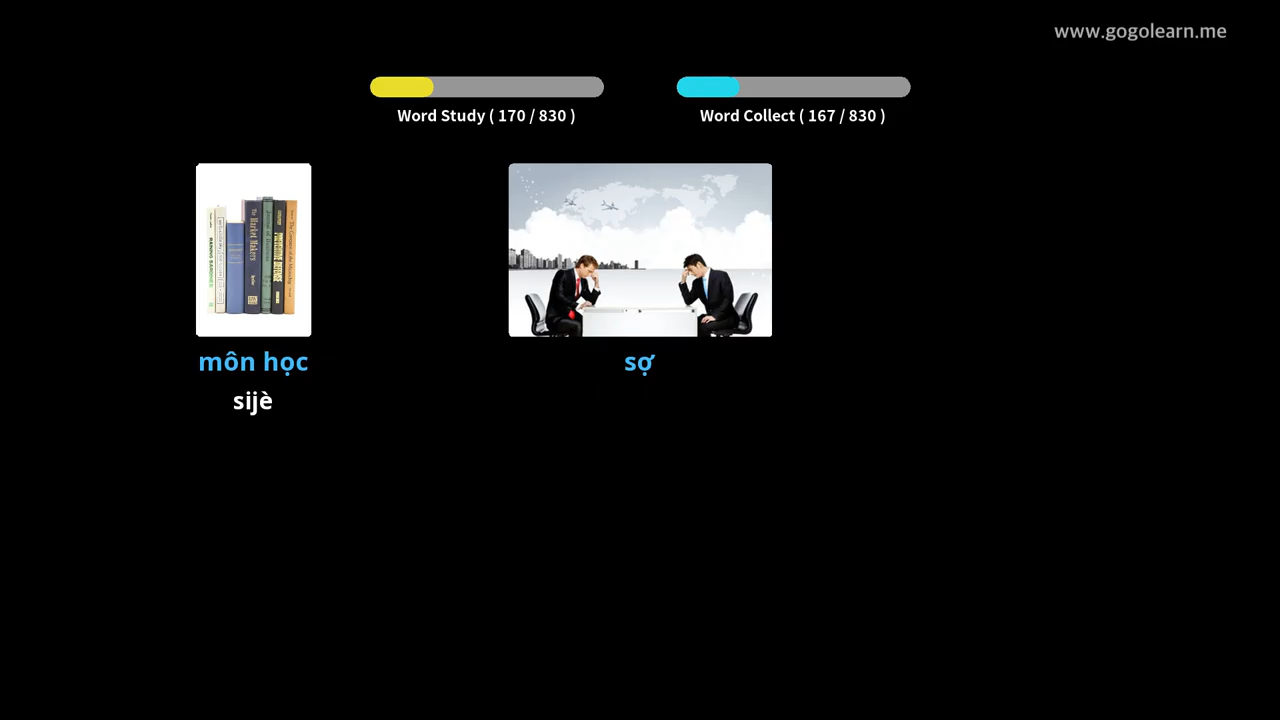 www.gogolearn.me
Word Study ( 170 / 830 )
Word Collect ( 167 / 830 )
môn học
sijè
sợ